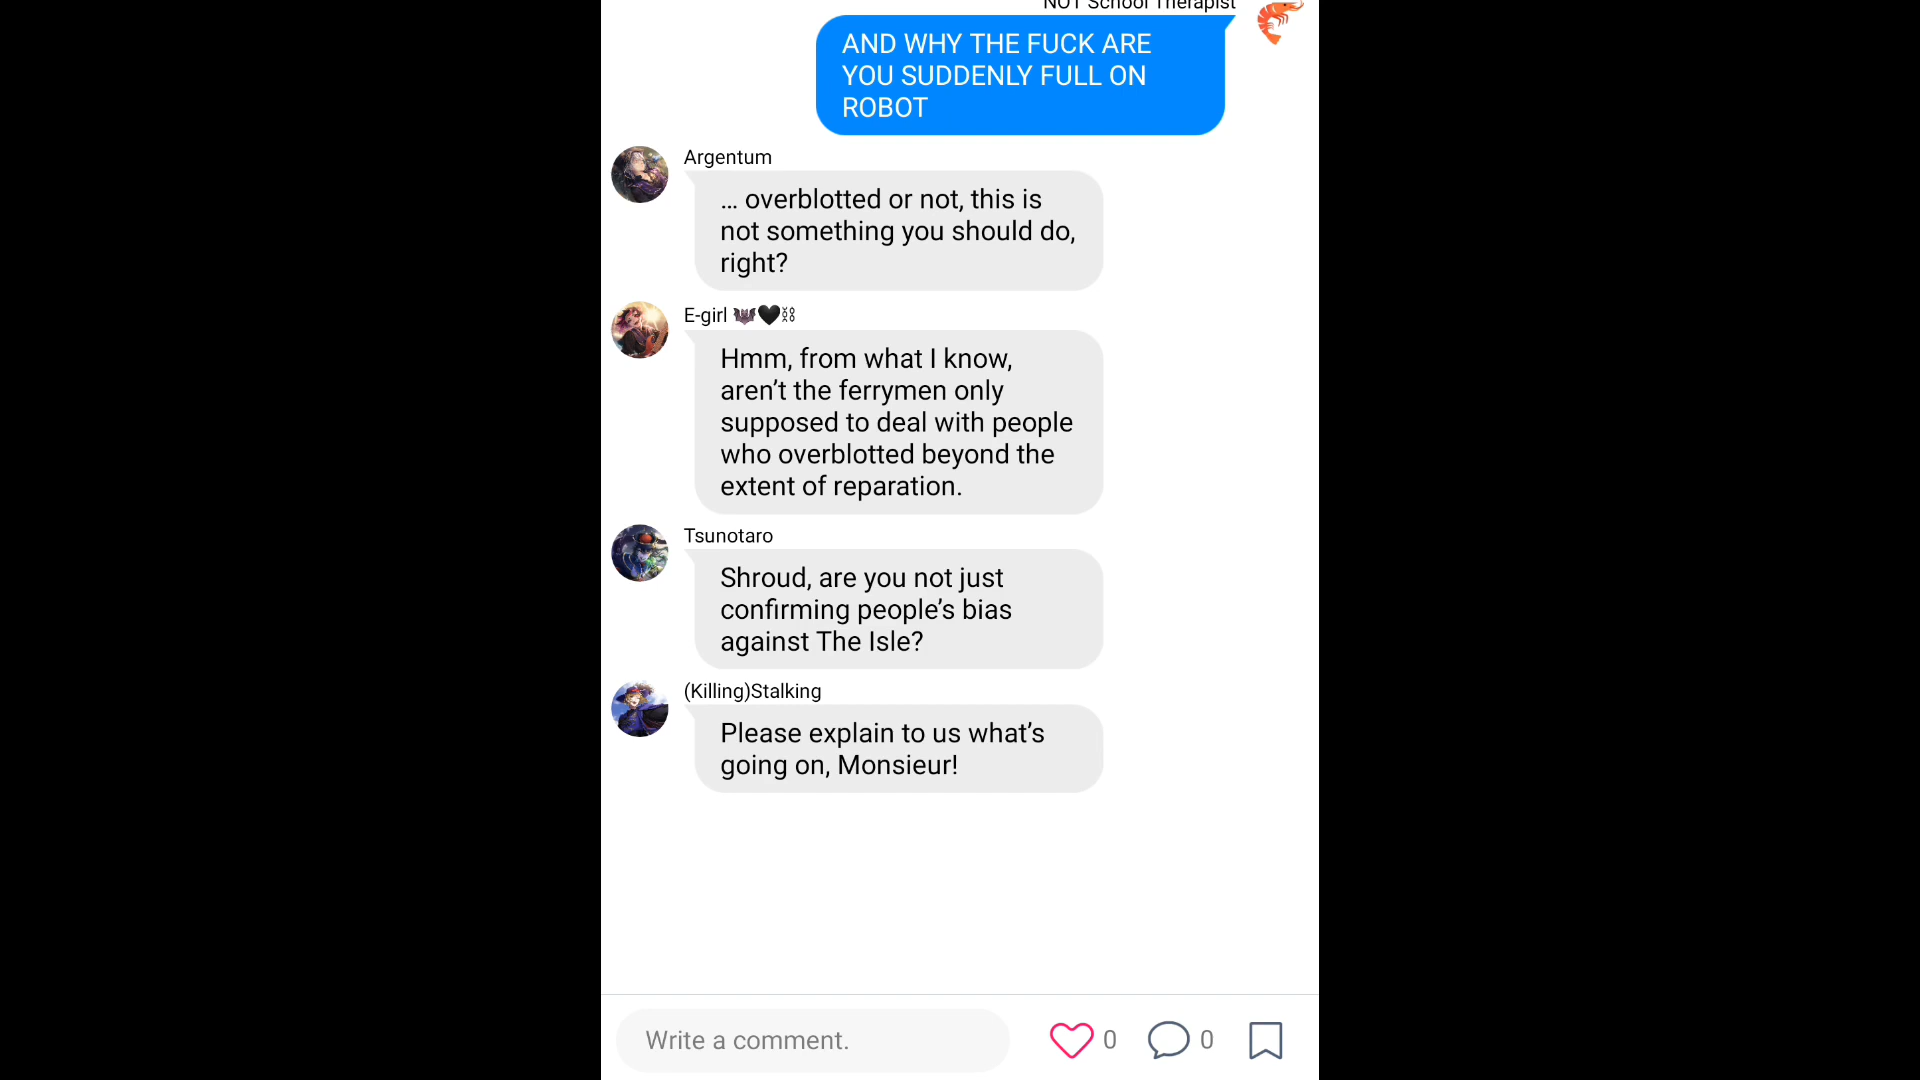 NOT School Therapist
AND WHY THE FUCK ARE
YOU SUDDENLY FULL ON
ROBOT
Argentum
... overblotted or not, this is
not something you should do,
right?
E-girl 🦇🖤⛓
Hmm, from what I know,
aren’t the ferrymen only
supposed to deal with people
who overblotted beyond the
extent of reparation.
Tsunotaro
Shroud, are you not just
confirming people’s bias
against The Isle?
(Killing)Stalking
Please explain to us what’s
going on, Monsieur!
Write a comment.
0
0